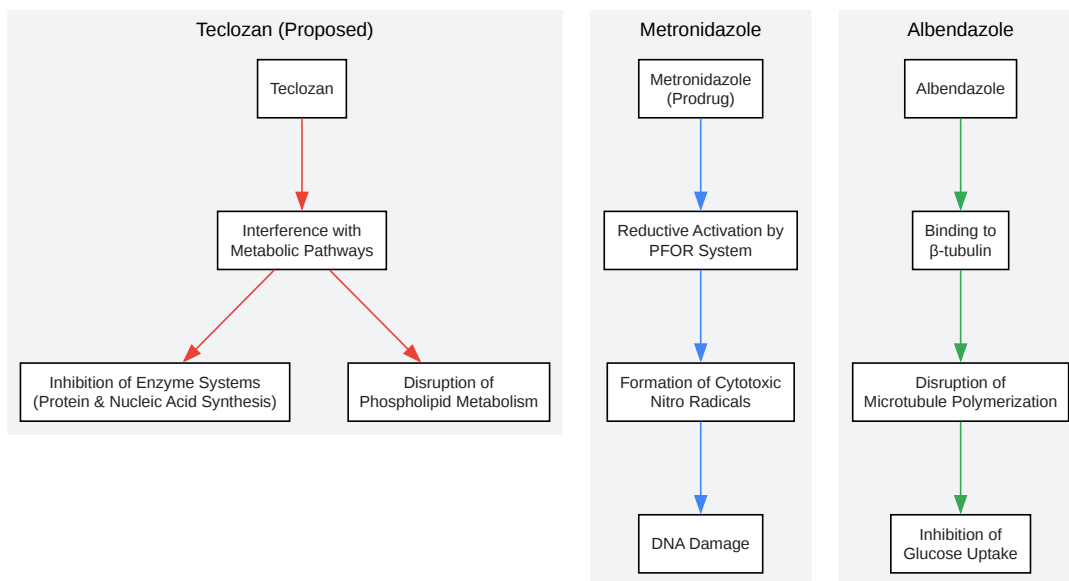 Teclozan (Proposed)
Teclozan
Interference with
Metabolic Pathways
Inhibition of Enzyme Systems
(Protein & Nucleic Acid Synthesis)
Disruption of
Phospholipid Metabolism
Metronidazole
Metronidazole
(Prodrug)
Reductive Activation by
PFOR System
Formation of Cytotoxic
Nitro Radicals
DNA Damage
Albendazole
Albendazole
Binding to
β-tubulin
Disruption of
Microtubule Polymerization
Inhibition of
Glucose Uptake